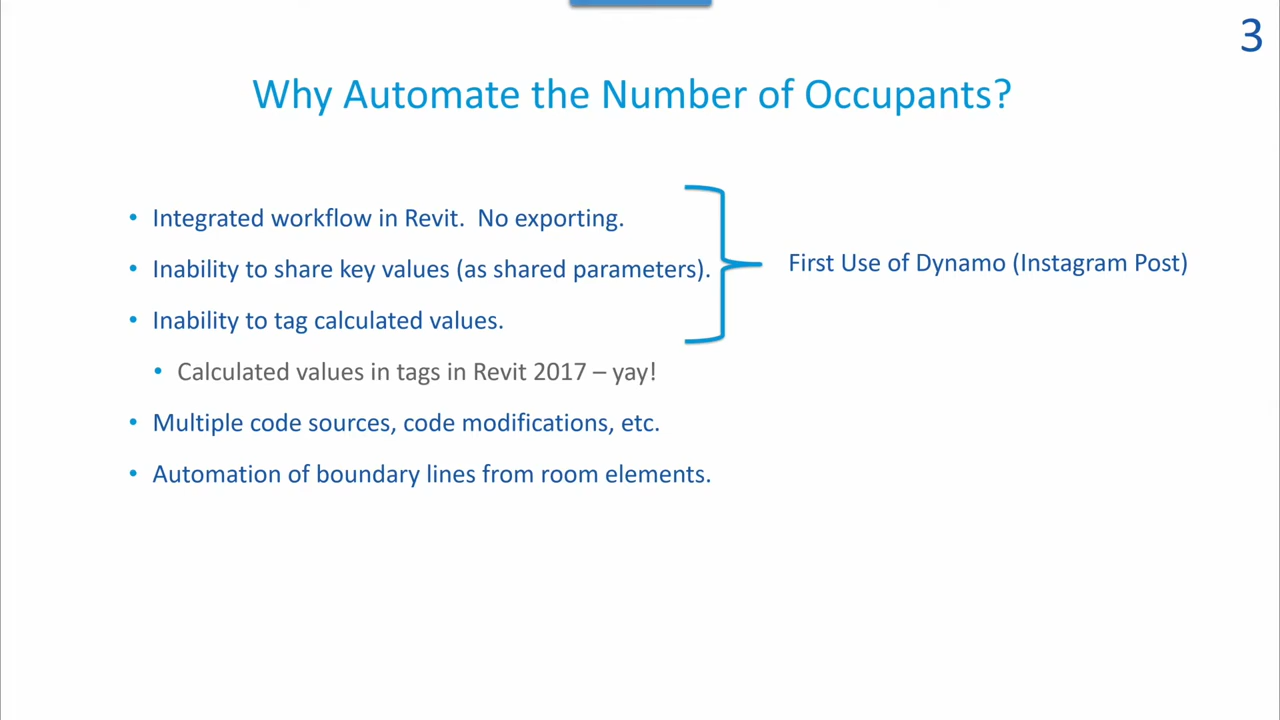 3
Why Automate the Number of Occupants?
• Integrated workflow in Revit.  No exporting.
• Inability to share key values (as shared parameters).
First Use of Dynamo (Instagram Post)
• Inability to tag calculated values.
• Calculated values in tags in Revit 2017 – yay!
• Multiple code sources, code modifications, etc.
• Automation of boundary lines from room elements.